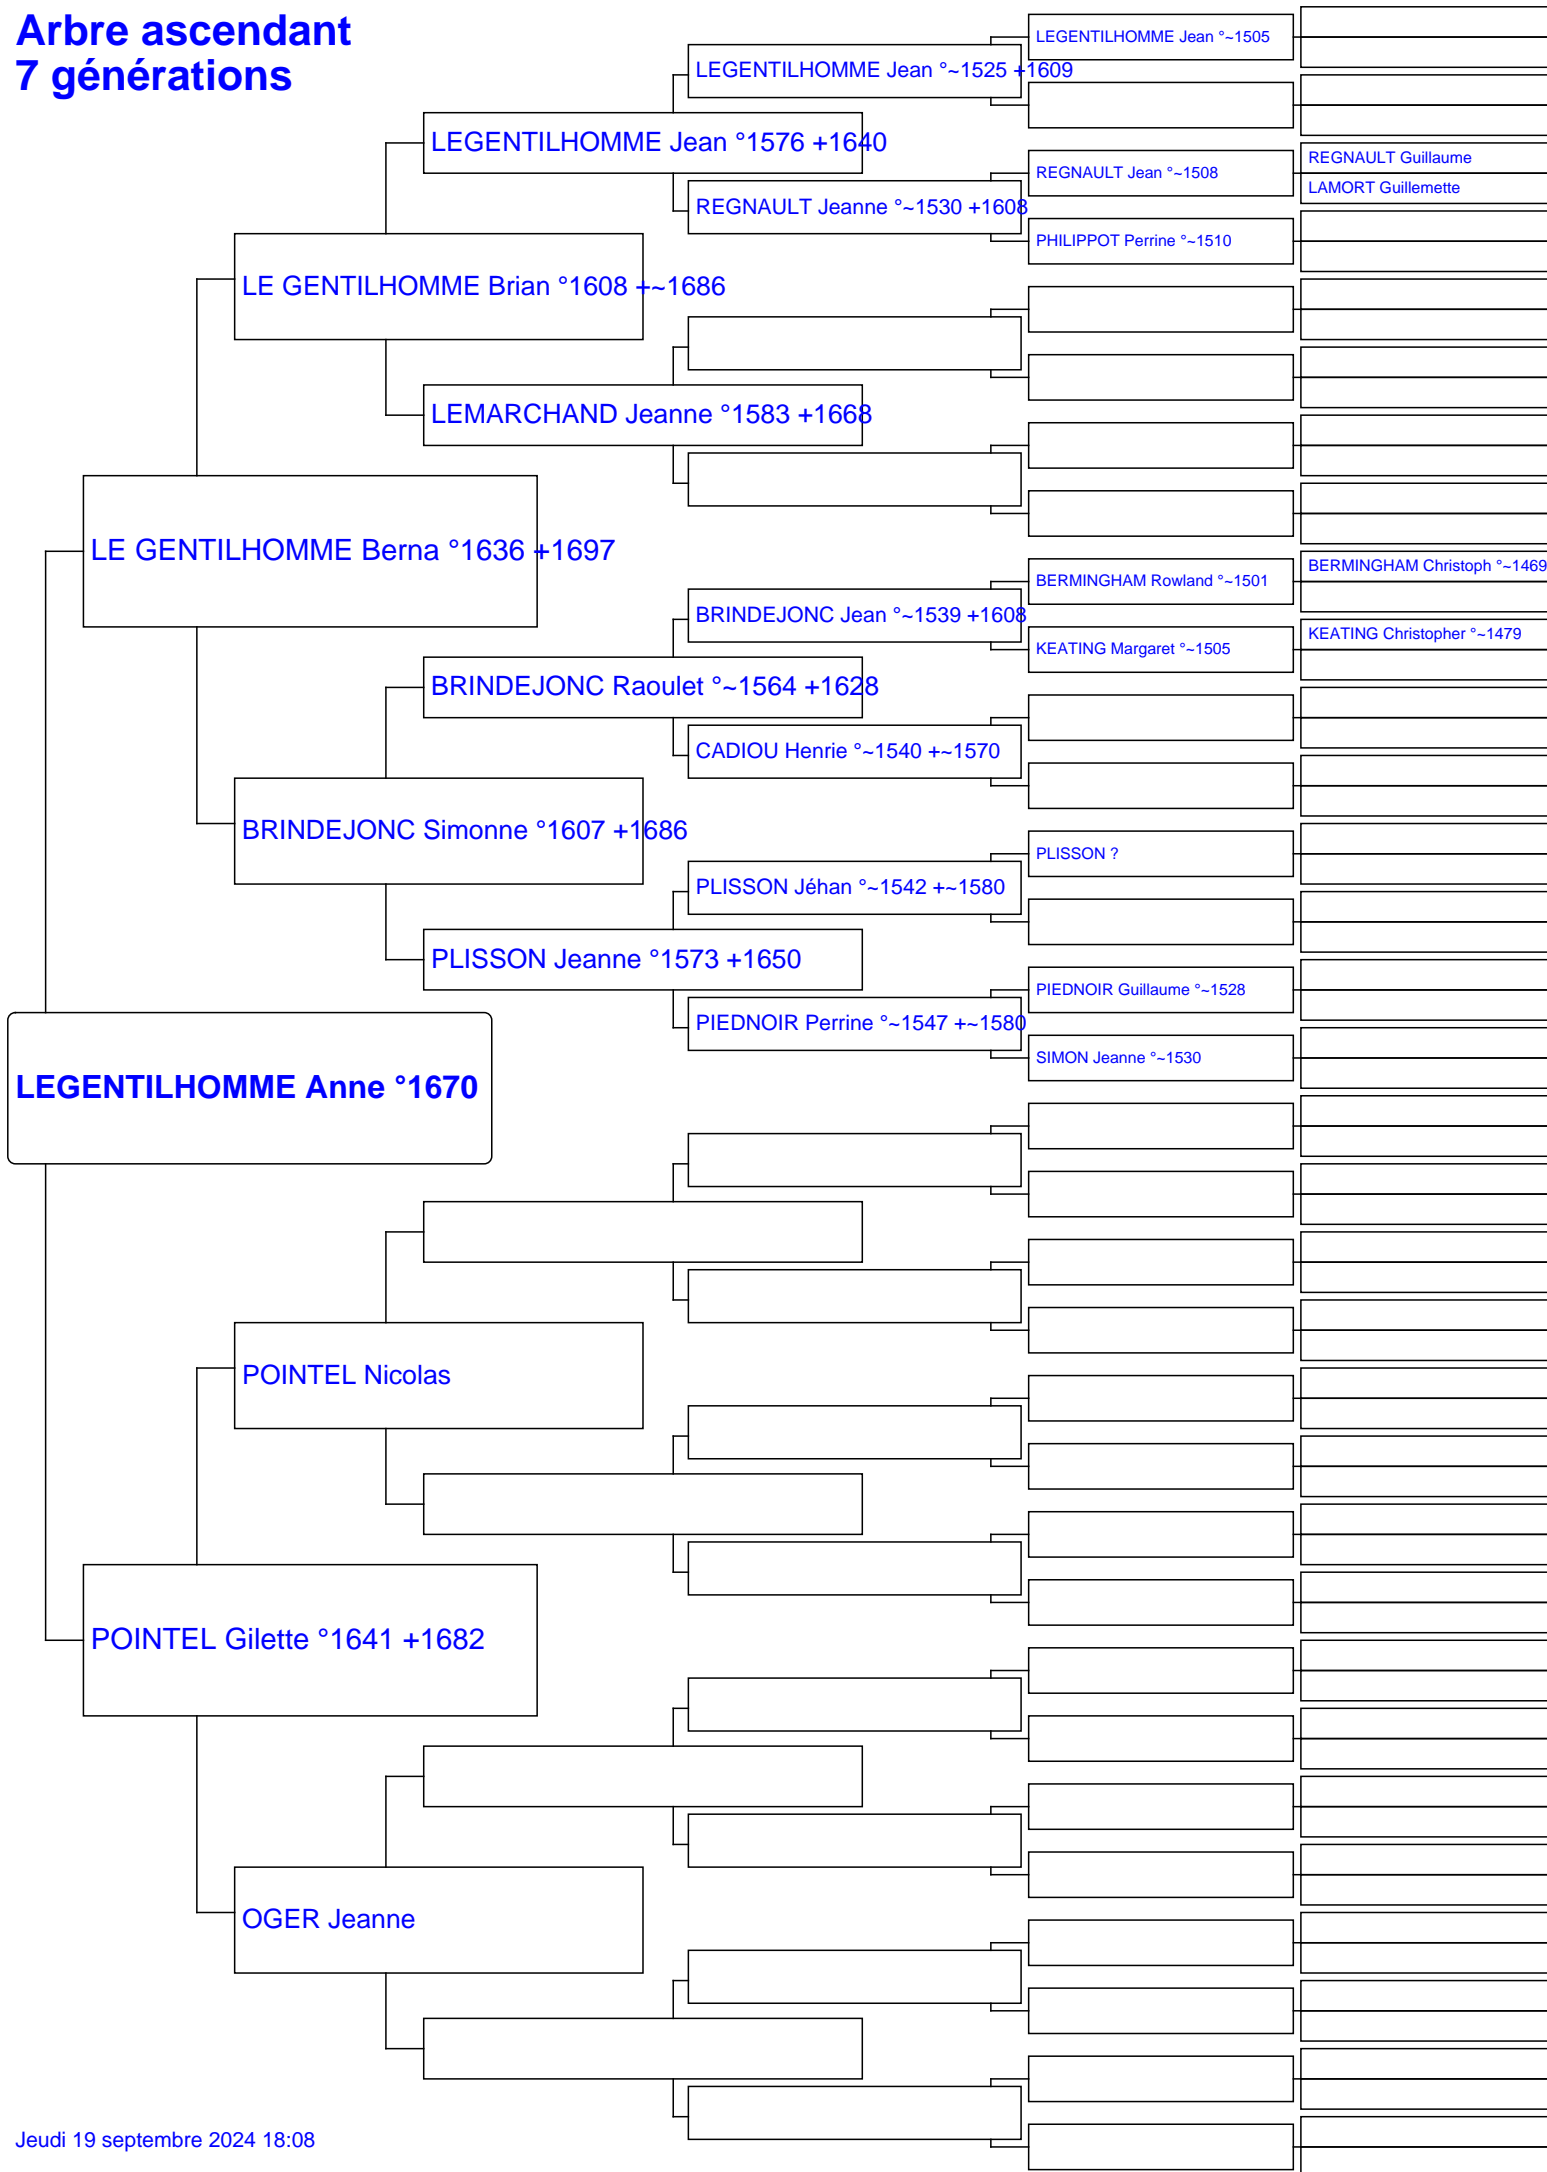 Arbre ascendant
7 générations
LEGENTILHOMME Jean °~1505
LEGENTILHOMME Jean °~1525 +1609
LEGENTILHOMME Jean °1576 +1640
REGNAULT Guillaume
REGNAULT Jean °~1508
LAMORT Guillemette
REGNAULT Jeanne °~1530 +1608
PHILIPPOT Perrine °~1510
LE GENTILHOMME Brian °1608 +~1686
LEMARCHAND Jeanne °1583 +1668
LE GENTILHOMME Berna °1636 +1697
BERMINGHAM Christoph °~1469
BERMINGHAM Rowland °~1501
BRINDEJONC Jean °~1539 +1608
KEATING Christopher °~1479
KEATING Margaret °~1505
BRINDEJONC Raoulet °~1564 +1628
CADIOU Henrie °~1540 +~1570
BRINDEJONC Simonne °1607 +1686
PLISSON ?
PLISSON Jéhan °~1542 +~1580
PLISSON Jeanne °1573 +1650
PIEDNOIR Guillaume °~1528
PIEDNOIR Perrine °~1547 +~1580
SIMON Jeanne °~1530
LEGENTILHOMME Anne °1670
POINTEL Nicolas
POINTEL Gilette °1641 +1682
OGER Jeanne
Jeudi 19 septembre 2024 18:08